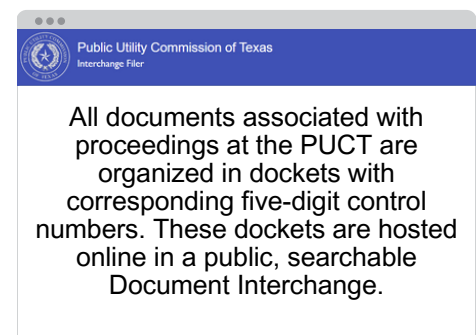 Public Utility Commission of Texas
Interchange Filer
All documents associated with
proceedings at the PUCT are
organized in dockets with
corresponding five-digit control
numbers. These dockets are hosted
online in a public, searchable
Document Interchange.